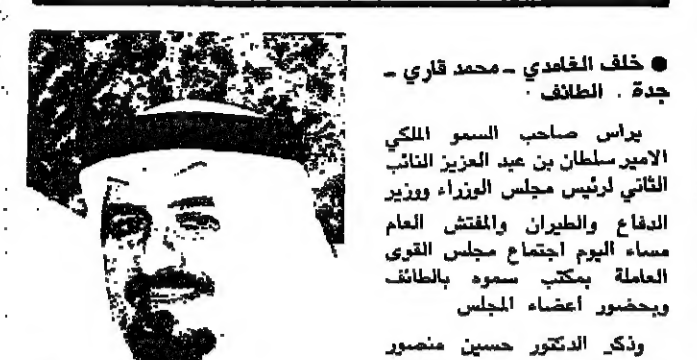 ● خلف الغامدي - محمد قاري -
جدة . الطائف .
يراس صاحب السمو الملكي
الامير سلطان بن عبد العزيز النائب
الثاني لرئيس مجلس الوزراء ووزير
الدفاع والطيران والمفتش العام
مساء اليوم اجتماع مجلس القوى
العاملة بمكتب سموه بالطائف
وبحضور أعضاء المجلس
وذكر الدكتور حسين منصور